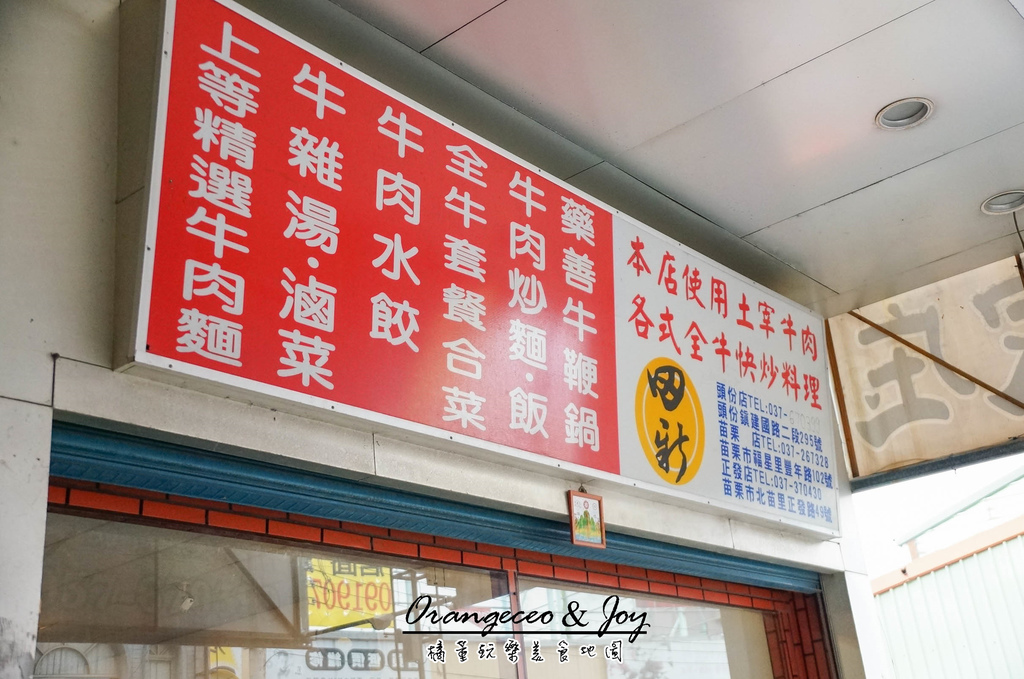 藥善牛鞭鍋
牛肉炒麵·飯
全牛套餐合菜
牛肉水餃
牛雜湯·滷菜
上等精選牛肉麵
本店使用土宰牛肉
各式全牛快炒料理
四新
頭份店TEL:037-
頭份鎮建國路二段295號
苗栗 店TEL:037-267328
苗栗市福星里豐年路102號
正發店TEL:037-370430
苗栗市北苗里正發路49號
091907
Orangeceo & Joy
橘董玩樂美食地圖